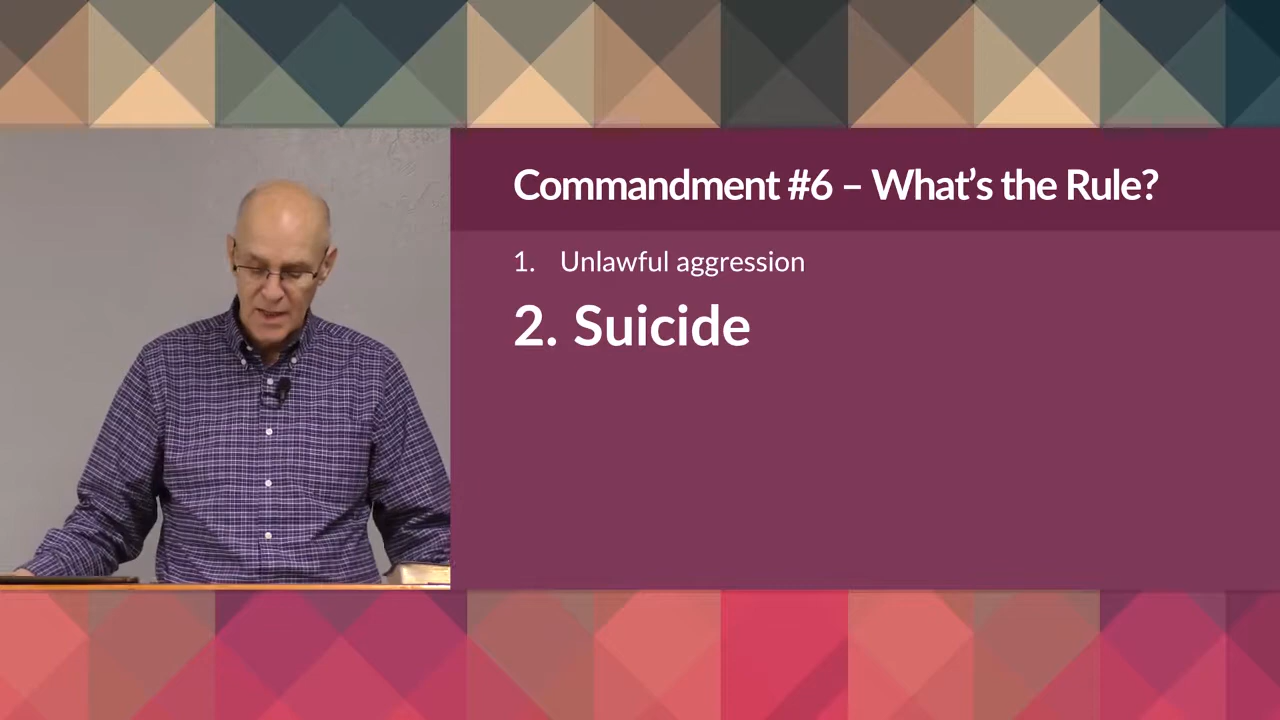 Commandment #6 – What’s the Rule?
1. Unlawful aggression
2. Suicide